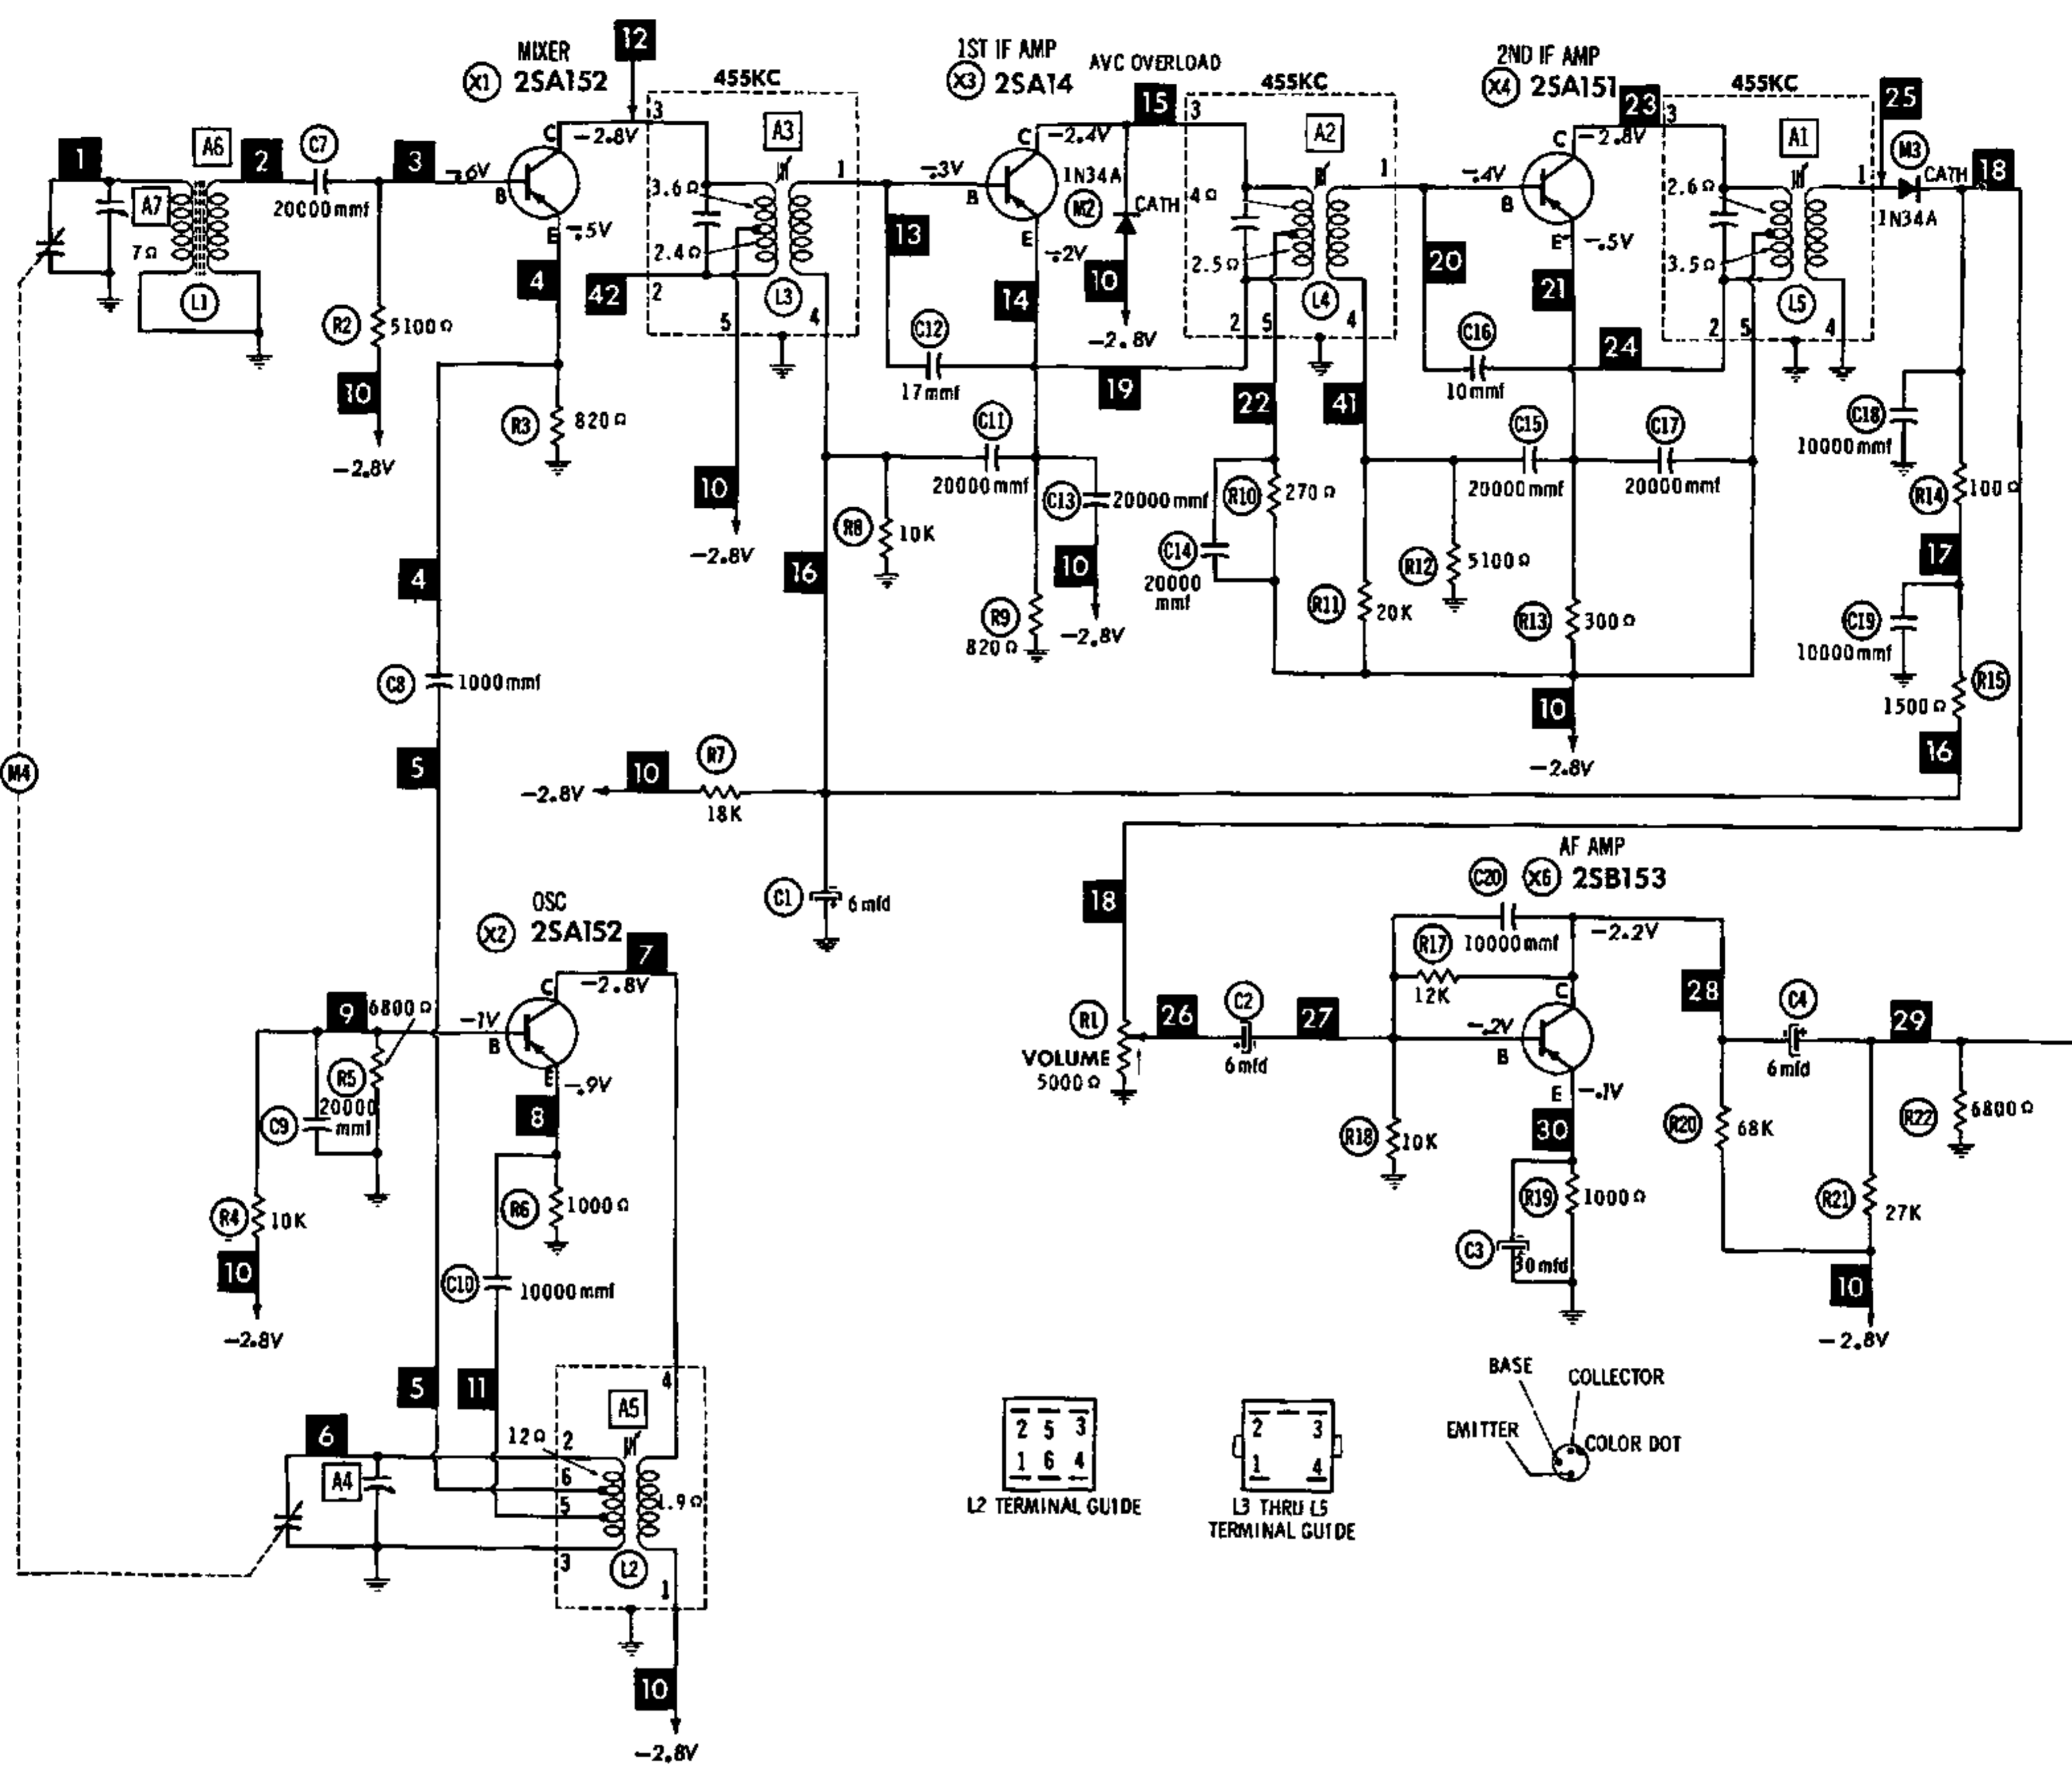 MIXER
X1 2SA152
12
455KC
1ST IF AMP
X3 2SA14
AVC OVERLOAD
15
455KC
2ND IF AMP
X4 2SA151
23
455KC
25
1
A6
2
C7
3
20000mmf
A7
7Ω
L1
-.6V
B
C
-2.8V
E
-.5V
3
A3
1
3.6Ω
2.4Ω
2
5
L3
4
42
13
-.3V
B
C
-2.4V
E
-.2V
1N34A
M2
CATH
10
-2.8V
14
3
A2
1
4Ω
2.5Ω
2
5
L4
4
20
-.4V
B
C
-2.8V
E
-.5V
21
3
A1
1
2.6Ω
3.5Ω
2
5
L5
4
M3
CATH
18
1N34A
4
R2
5100Ω
10
-2.8V
R3
820Ω
C12
17mmf
19
C16
10mmf
24
10
-2.8V
C11
20000mmf
R8
10K
16
C13
20000mmf
10
-2.8V
R9
820Ω
22
41
R10
270Ω
C14
20000
mmf
R11
20K
R12
5100Ω
C15
20000mmf
C17
20000mmf
R13
300Ω
10
-2.8V
C18
10000mmf
R14
100Ω
17
C19
10000mmf
R15
1500Ω
16
4
C8
1000mmf
5
M4
-2.8V
10
R7
18K
C1
6mfd
OSC
X2 2SA152
7
C
-2.8V
9
6800Ω
-1V
B
E
-.9V
8
R5
20000
mmf
C9
R4
10K
10
-2.8V
R6
1000Ω
C10
10000mmf
5
11
6
A4
12Ω
2
6
5
3
A5
4
1.9Ω
L2
1
10
-2.8V
18
R1
VOLUME
5000Ω
26
C2
6mfd
27
AF AMP
C20
X6 2SB153
10000mmf
R17
12K
-2.2V
C
-.2V
B
E
-.1V
R18
10K
30
R19
1000Ω
C3
30mfd
28
C4
6mfd
29
R20
68K
R21
27K
R22
6800Ω
10
-2.8V
2 5 3
1 6 4
L2 TERMINAL GUIDE
2 3
1 4
L3 THRU L5
TERMINAL GUIDE
BASE
COLLECTOR
EMITTER
COLOR DOT